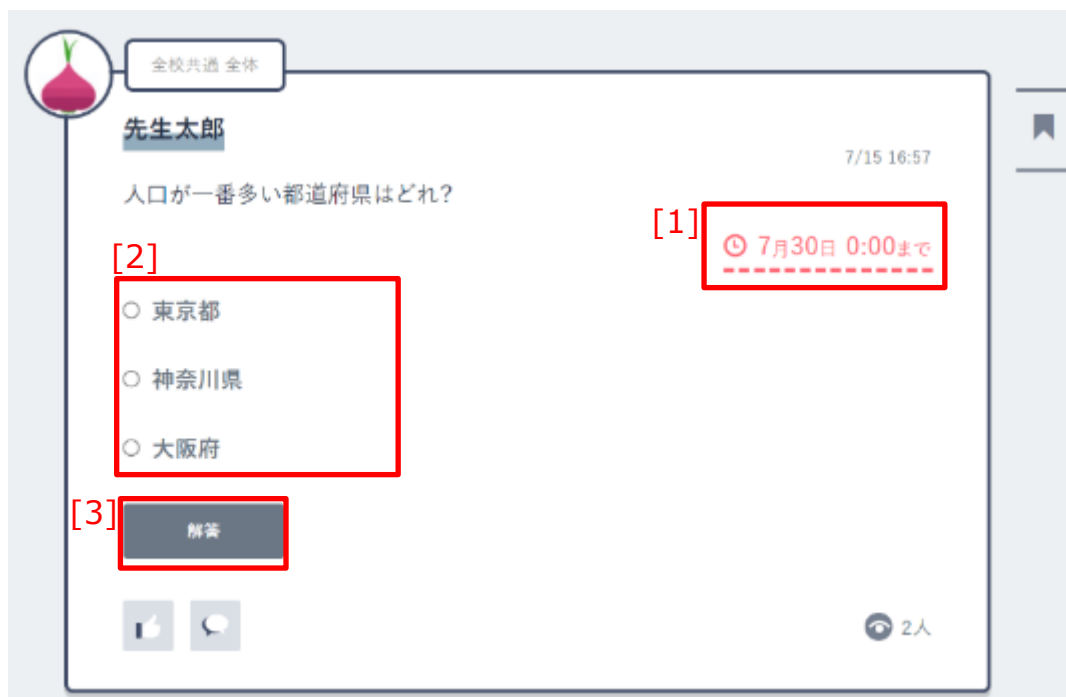 全校共通 全体
先生太郎
7/15 16:57
人口が一番多い都道府県はどれ?
[1]
7月30日 0:00まで
[2]
東京都
神奈川県
大阪府
[3]
解答
2人